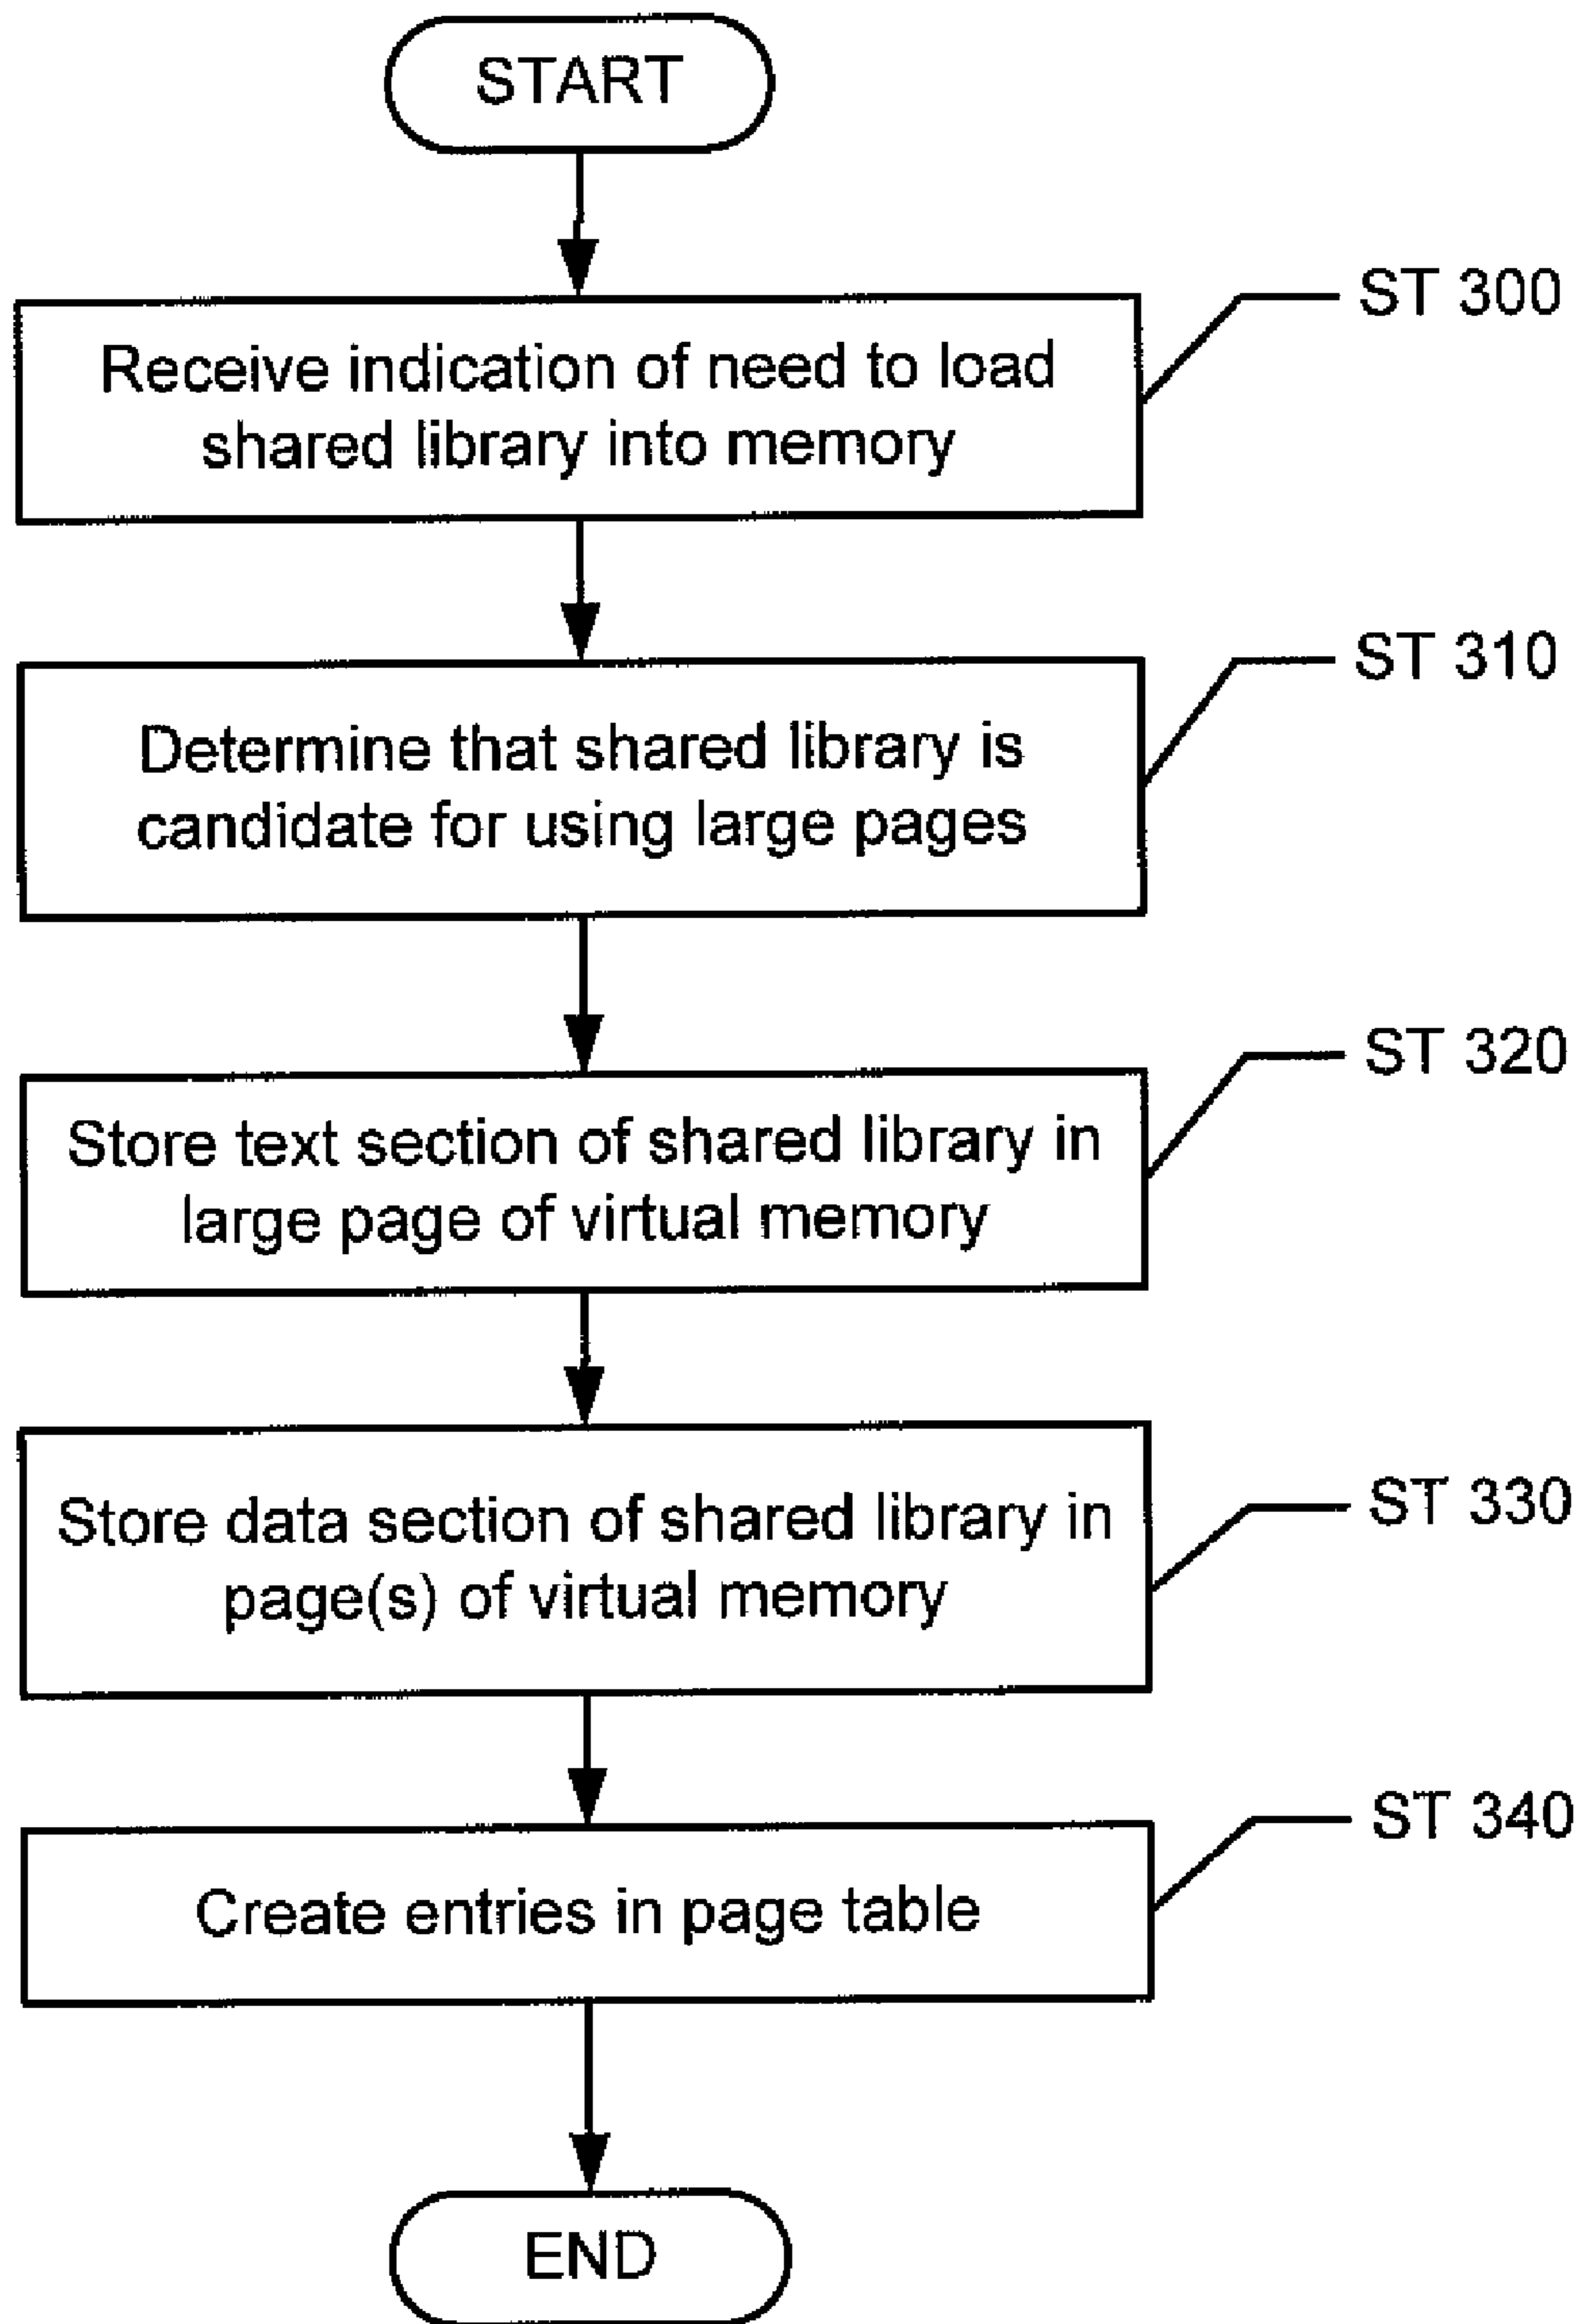 START
ST 300
Receive indication of need to load
shared library into memory
ST 310
Determine that shared library is
candidate for using large pages
ST 320
Store text section of shared library in
large page of virtual memory
ST 330
Store data section of shared library in
page(s) of virtual memory
ST 340
Create entries in page table
END